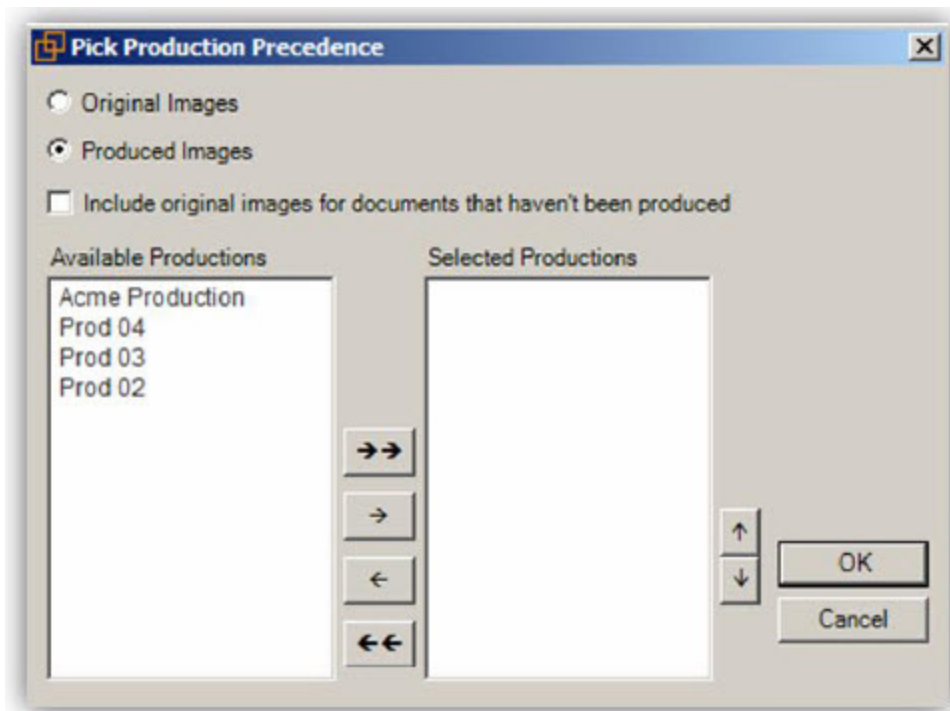 Pick Production Precedence
Original Images
Produced Images
Include original images for documents that haven't been produced
Available Productions
Selected Productions
Acme Production
Prod 04
Prod 03
Prod 02
OK
Cancel